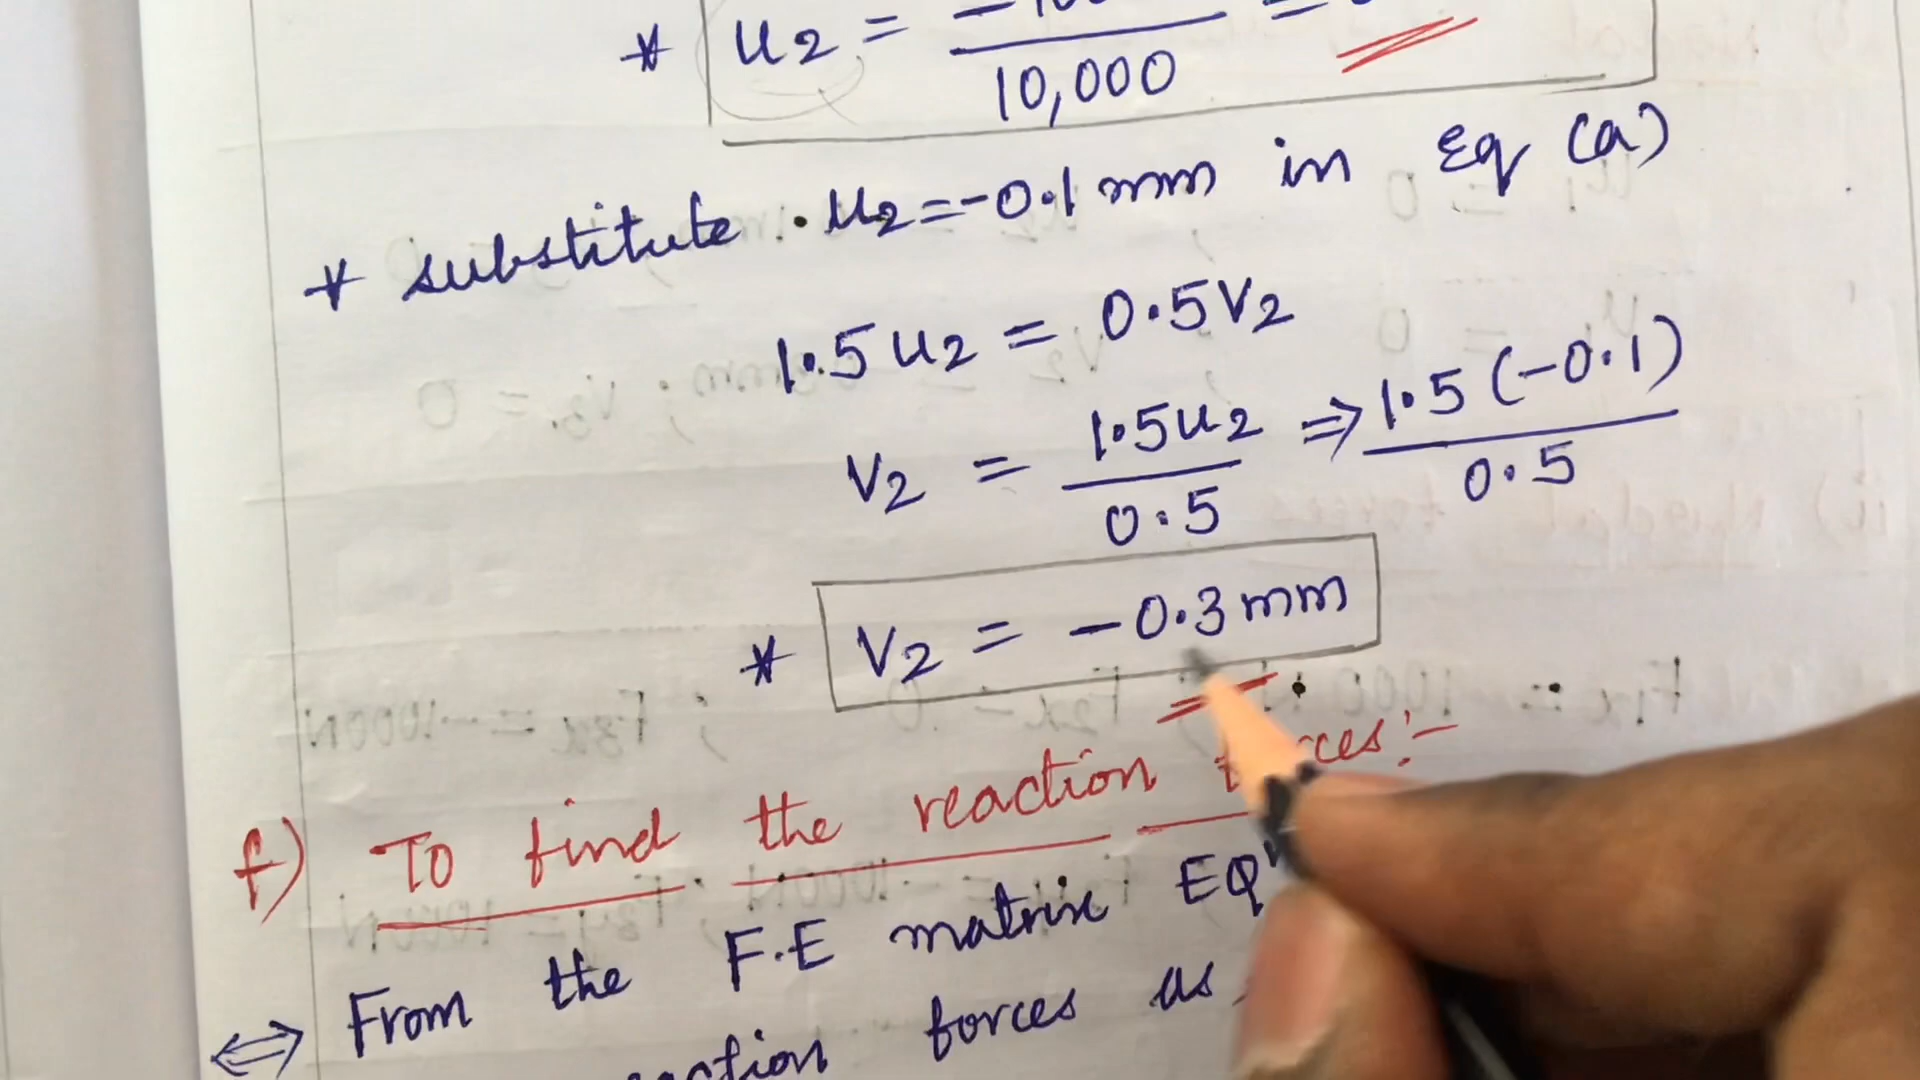 * u2 = 10,000
* substitute . u2=-0.1 mm in Eq (a)
1.5 u2 = 0.5 V2
V2 = 1.5u2 / 0.5 ⇒ 1.5 (-0.1) / 0.5
* V2 = -0.3 mm
f) To find the reaction forces:-
⇔ From the F.E matrix EQn
forces as